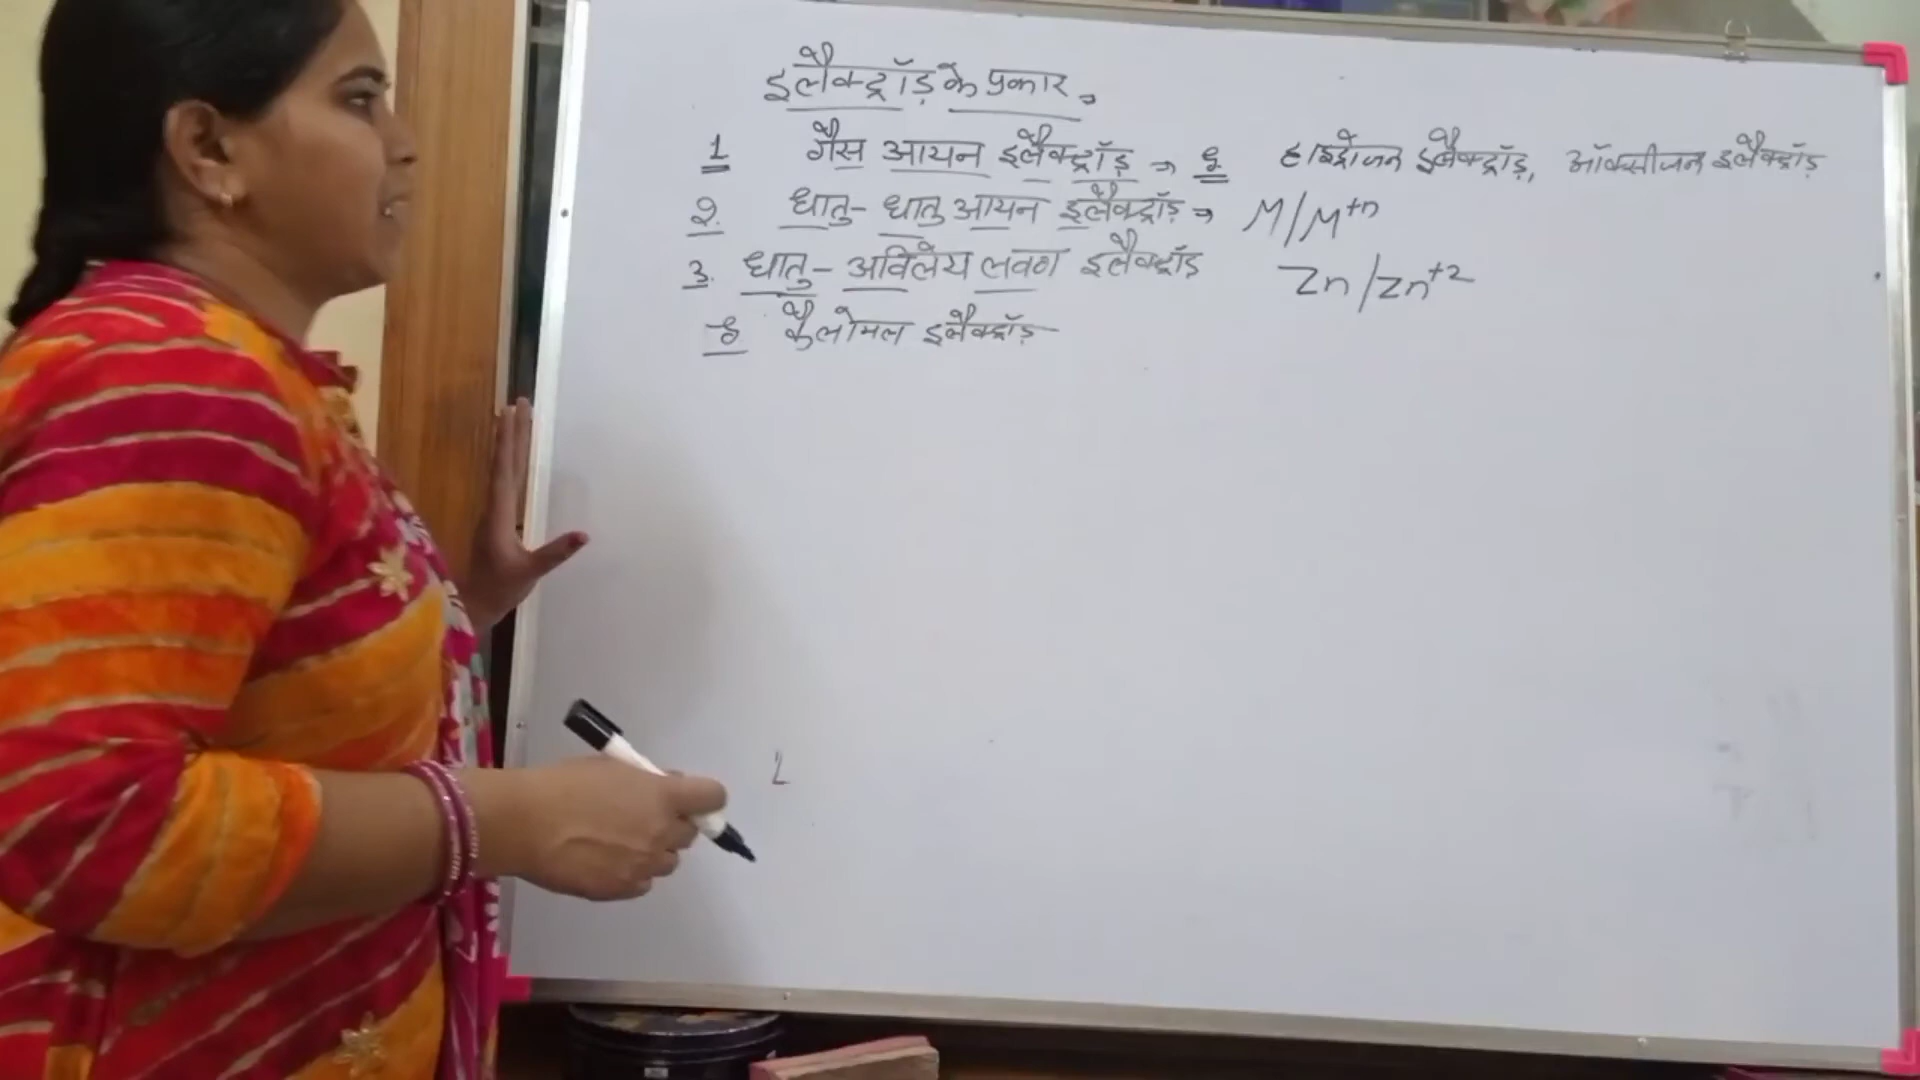 इलैक्ट्रॉड़ के प्रकार
1 गैस आयन इलैक्ट्रॉड़ → हाइड्रोजन इलैक्ट्रॉड़, ऑक्सीजन इलैक्ट्रॉड़
2. धातु- धातु आयन इलैक्ट्रॉड़ → M/M⁺ⁿ
3. धातु- अविलेय लवण इलैक्ट्रॉड Zn/Zn⁺²
कैलोमल इलैक्ट्रॉड़
L